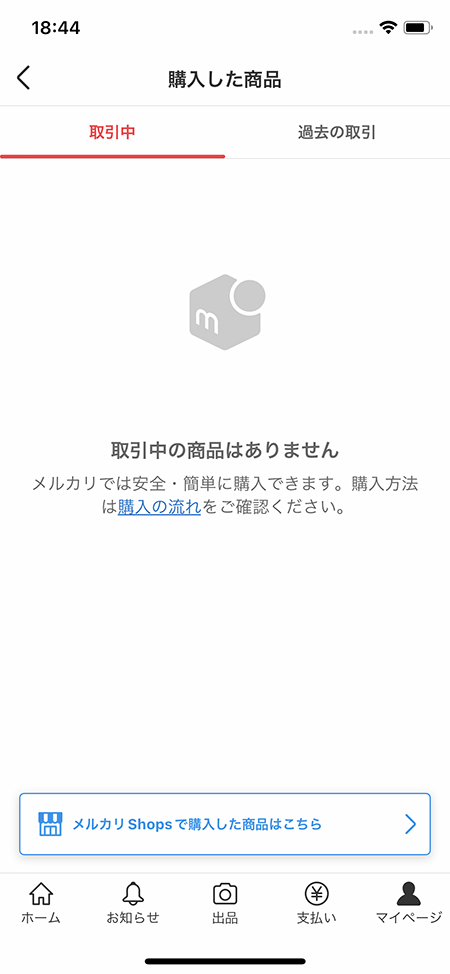 18:44
購入した商品
取引中
過去の取引
m
取引中の商品はありません
メルカリでは安全・簡単に購入できます。購入方法
は購入の流れをご確認ください。
メルカリShopsで購入した商品はこちら
ホーム
お知らせ
出品
支払い
マイページ